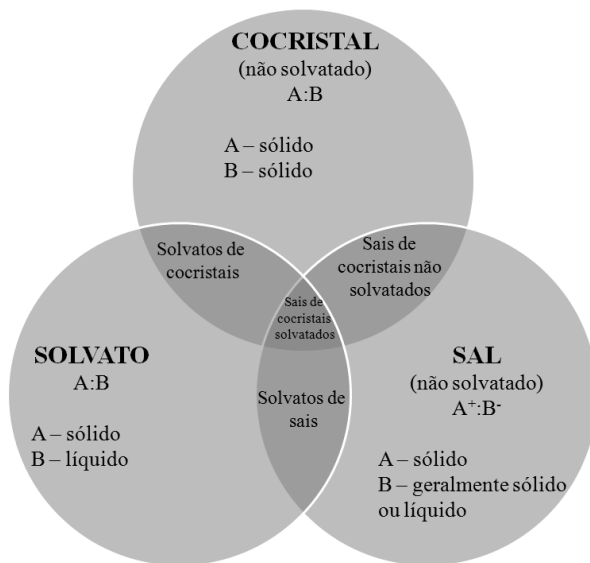 COCRISTAL
(não solvatado)
A:B
A – sólido
B – sólido
Solvatos de
cocristais
Sais de
cocristais não
solvatados
Sais de
cocristais
solvatados
SOLVATO
A:B
A – sólido
B – líquido
Solvatos de
sais
SAL
(não solvatado)
A⁺:B⁻
A – sólido
B – geralmente sólido
ou líquido